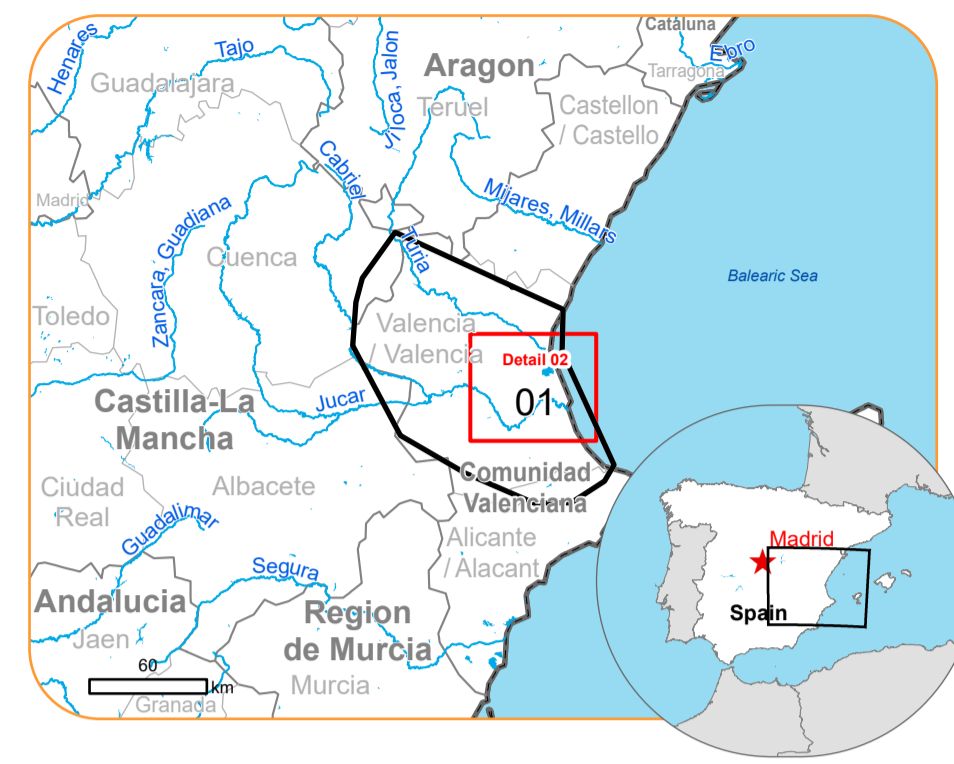 Cataluna
Ebro
Tarragona
Henares
Tajo
Guadalajara
Aragon
Teruel
Castellon
/ Castello
Cabriel
Mijares, Millars
Madrid
Zancara, Guadiana
Cuenca
Turia
Balearic Sea
Toledo
Valencia
/ Valencia
Detail 02
01
Castilla-La
Mancha
Jucar
Comunidad
Valenciana
Ciudad
Real
Albacete
Guadalimar
Alicante
/ Alacant
Segura
Andalucia
Jaen
Region
de Murcia
Murcia
60
km
Granada
Madrid
Spain